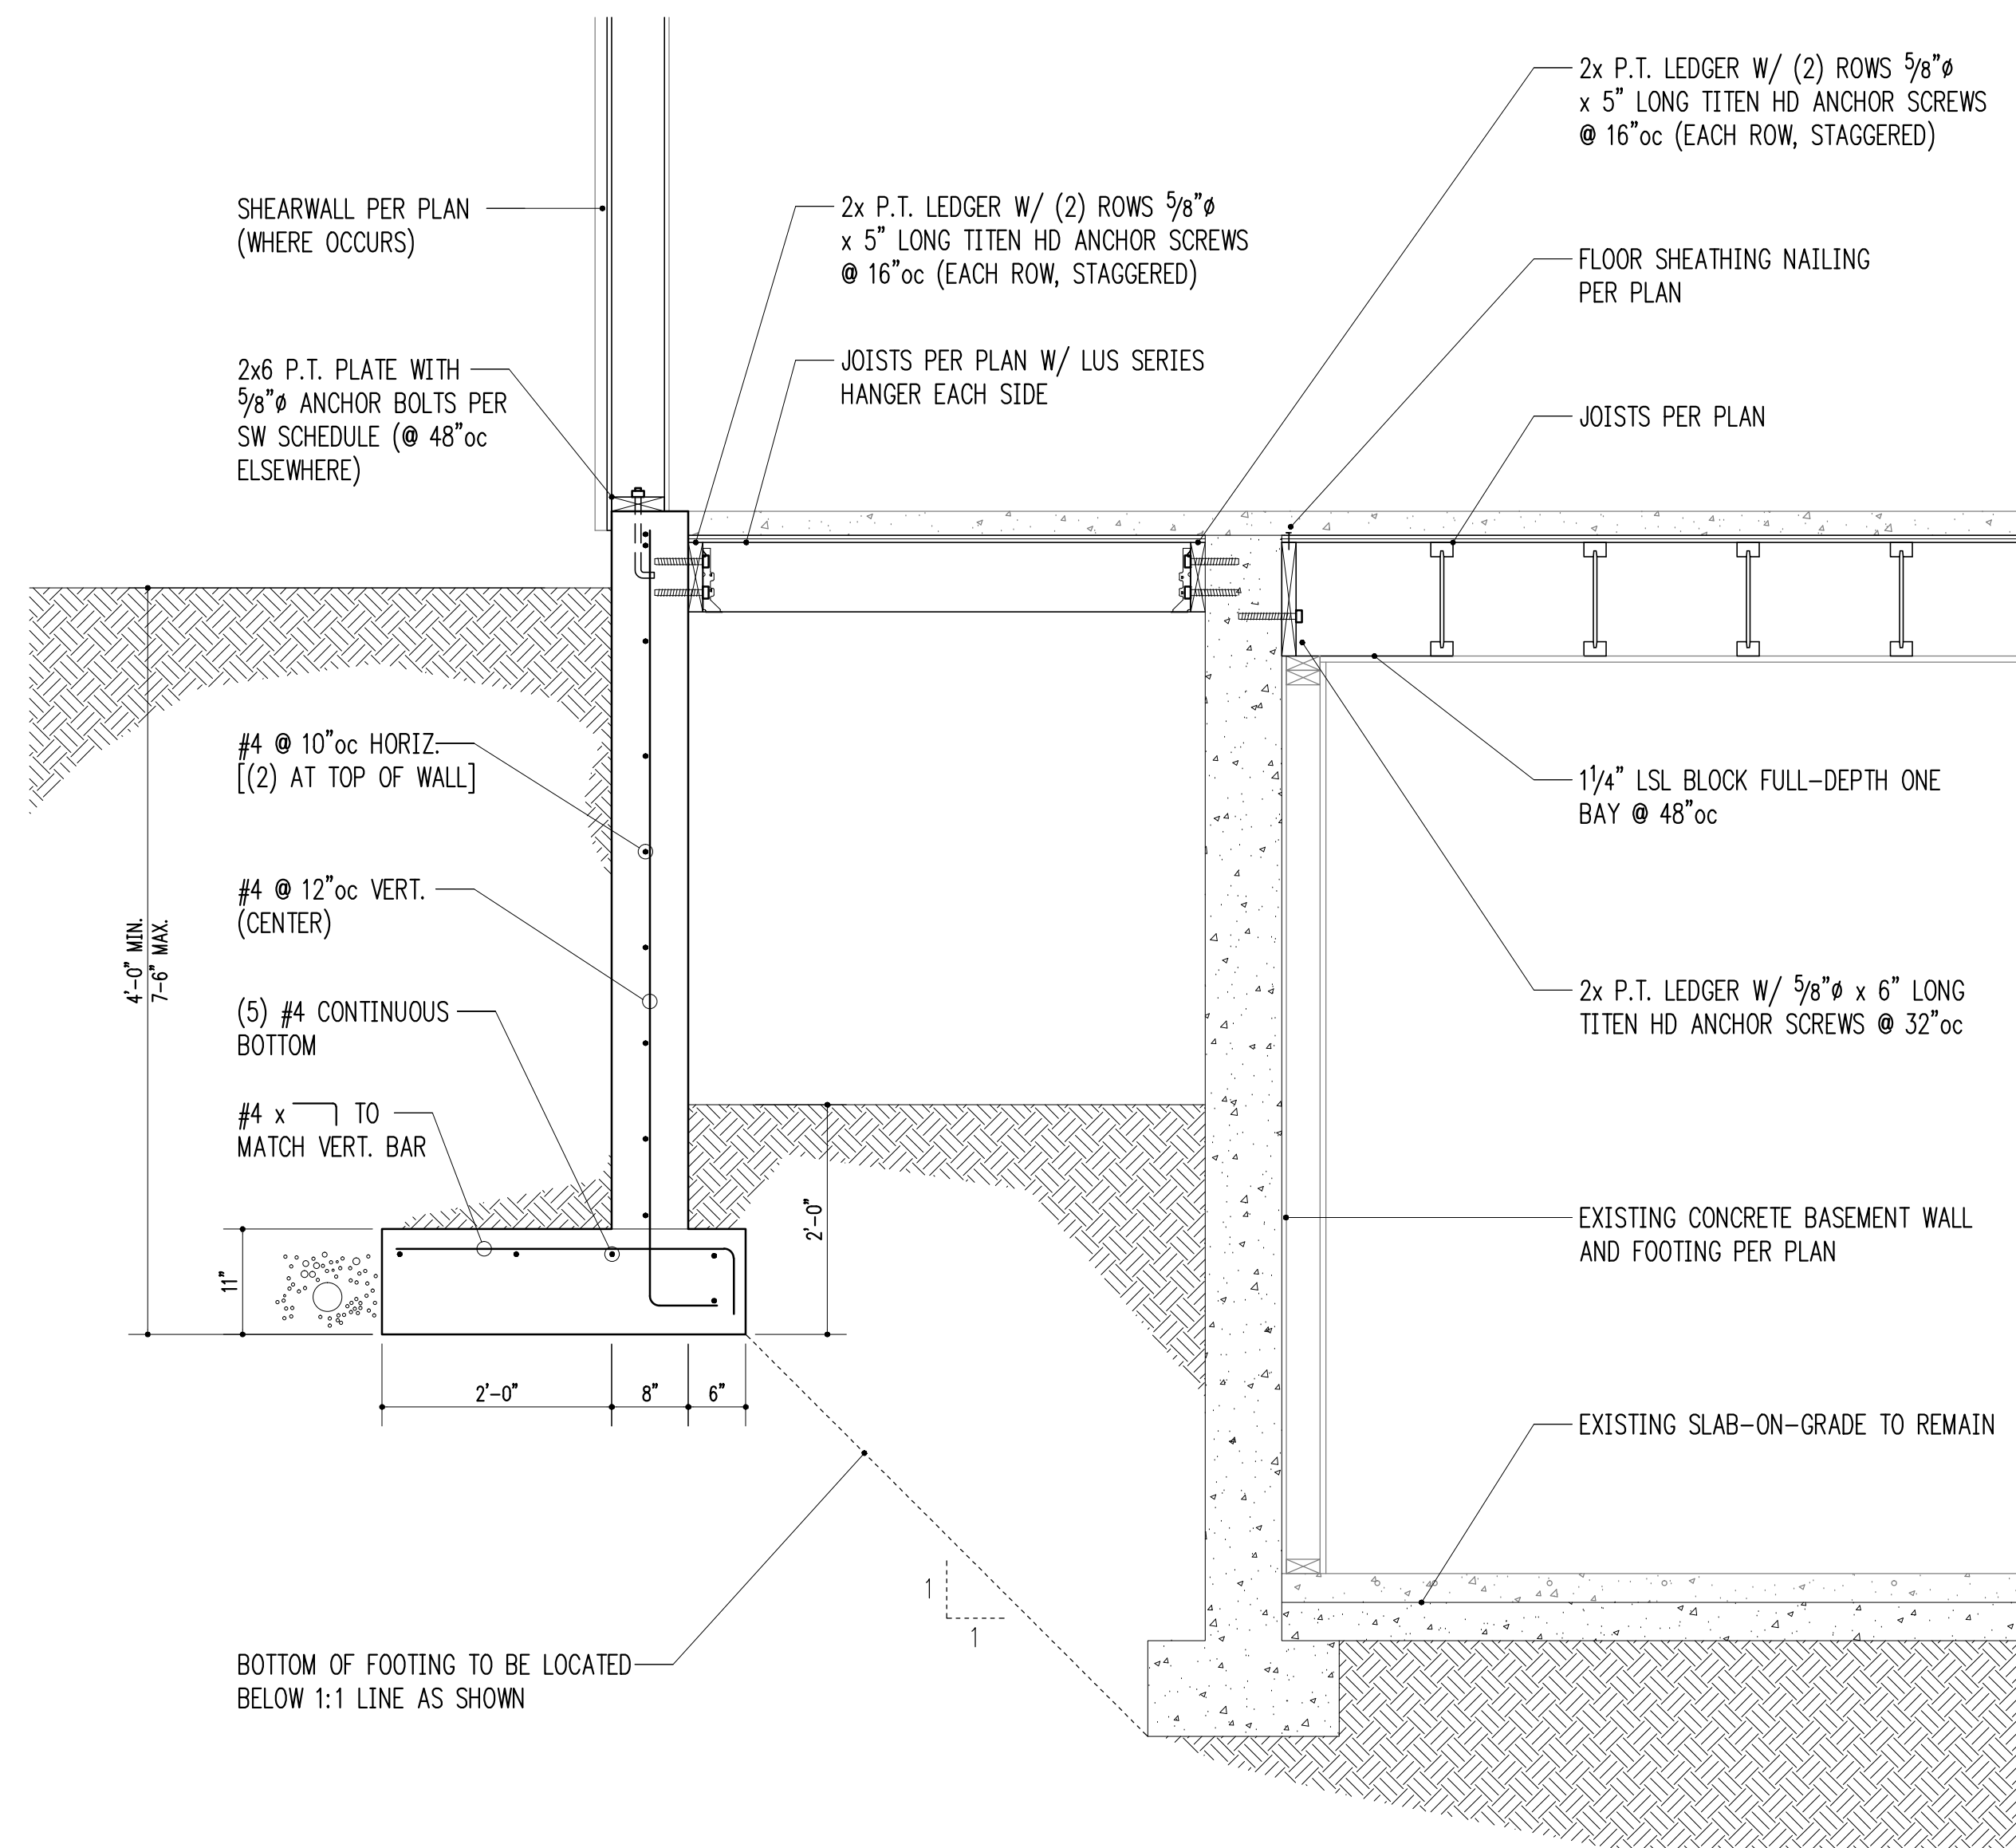 SHEARWALL PER PLAN
(WHERE OCCURS)
2x6 P.T. PLATE WITH
5/8"ø ANCHOR BOLTS PER
SW SCHEDULE (@ 48"oc
ELSEWHERE)
#4 @ 10"oc HORIZ.
[(2) AT TOP OF WALL]
#4 @ 12"oc VERT.
(CENTER)
(5) #4 CONTINUOUS
BOTTOM
#4 x TO
MATCH VERT. BAR
4'-0" MIN.
7-6" MAX.
11"
2'-0"
8"
6"
2'-0"
BOTTOM OF FOOTING TO BE LOCATED
BELOW 1:1 LINE AS SHOWN
1
1
2x P.T. LEDGER W/ (2) ROWS 5/8"ø
x 5" LONG TITEN HD ANCHOR SCREWS
@ 16"oc (EACH ROW, STAGGERED)
JOISTS PER PLAN W/ LUS SERIES
HANGER EACH SIDE
2x P.T. LEDGER W/ (2) ROWS 5/8"ø
x 5" LONG TITEN HD ANCHOR SCREWS
@ 16"oc (EACH ROW, STAGGERED)
FLOOR SHEATHING NAILING
PER PLAN
JOISTS PER PLAN
1 1/4" LSL BLOCK FULL-DEPTH ONE
BAY @ 48"oc
2x P.T. LEDGER W/ 5/8"ø x 6" LONG
TITEN HD ANCHOR SCREWS @ 32"oc
EXISTING CONCRETE BASEMENT WALL
AND FOOTING PER PLAN
EXISTING SLAB-ON-GRADE TO REMAIN